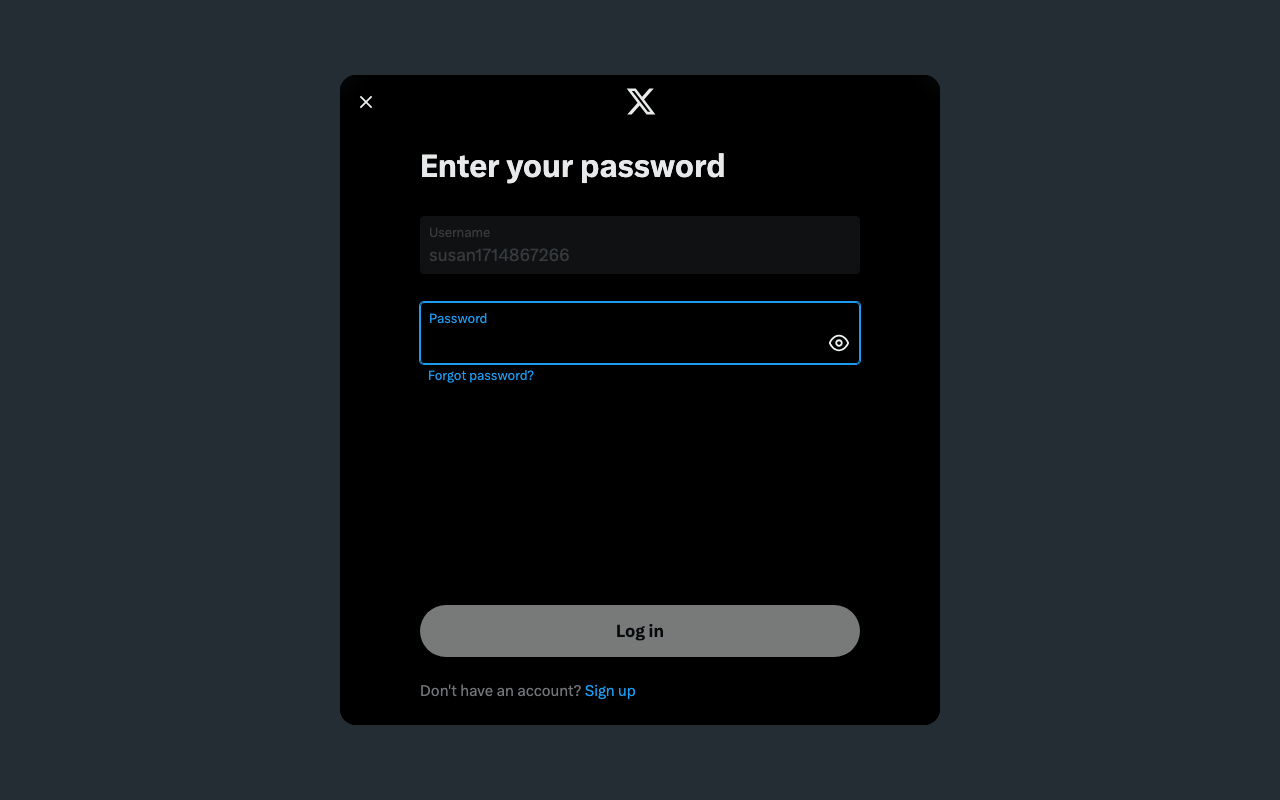 Enter your password
Username
susan1714867266
Password
Forgot password?
Log in
Don't have an account? Sign up